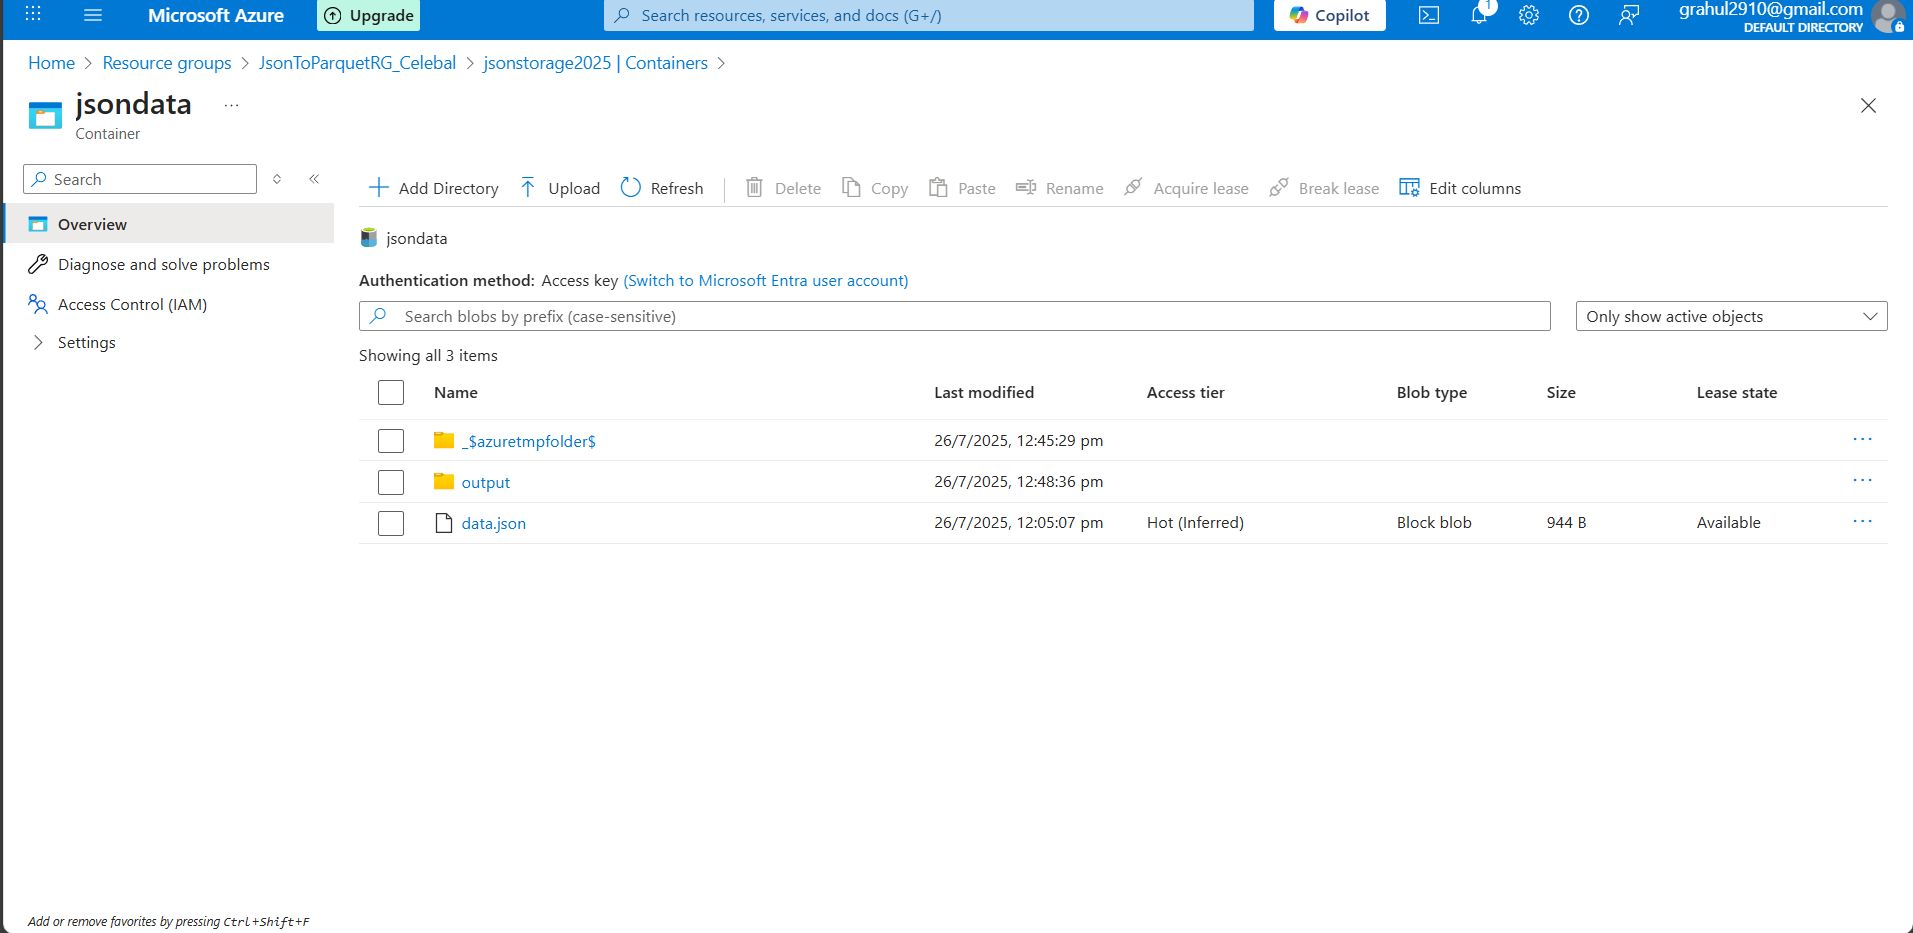 Microsoft Azure Upgrade Search resources, services, and docs (G+/) Copilot 1 grahul2910@gmail.com
DEFAULT DIRECTORY
Home > Resource groups > JsonToParquetRG_Celebal > jsonstorage2025 | Containers >
jsondata ...
Container
Search
Overview
Diagnose and solve problems
Access Control (IAM)
Settings
Add Directory Upload Refresh Delete Copy Paste Rename Acquire lease Break lease Edit columns
jsondata
Authentication method: Access key (Switch to Microsoft Entra user account)
Search blobs by prefix (case-sensitive) Only show active objects
Showing all 3 items
Name Last modified Access tier Blob type Size Lease state
_$azuretmpfolder$ 26/7/2025, 12:45:29 pm ...
output 26/7/2025, 12:48:36 pm ...
data.json 26/7/2025, 12:05:07 pm Hot (Inferred) Block blob 944 B Available ...
Add or remove favorites by pressing Ctrl+Shift+F